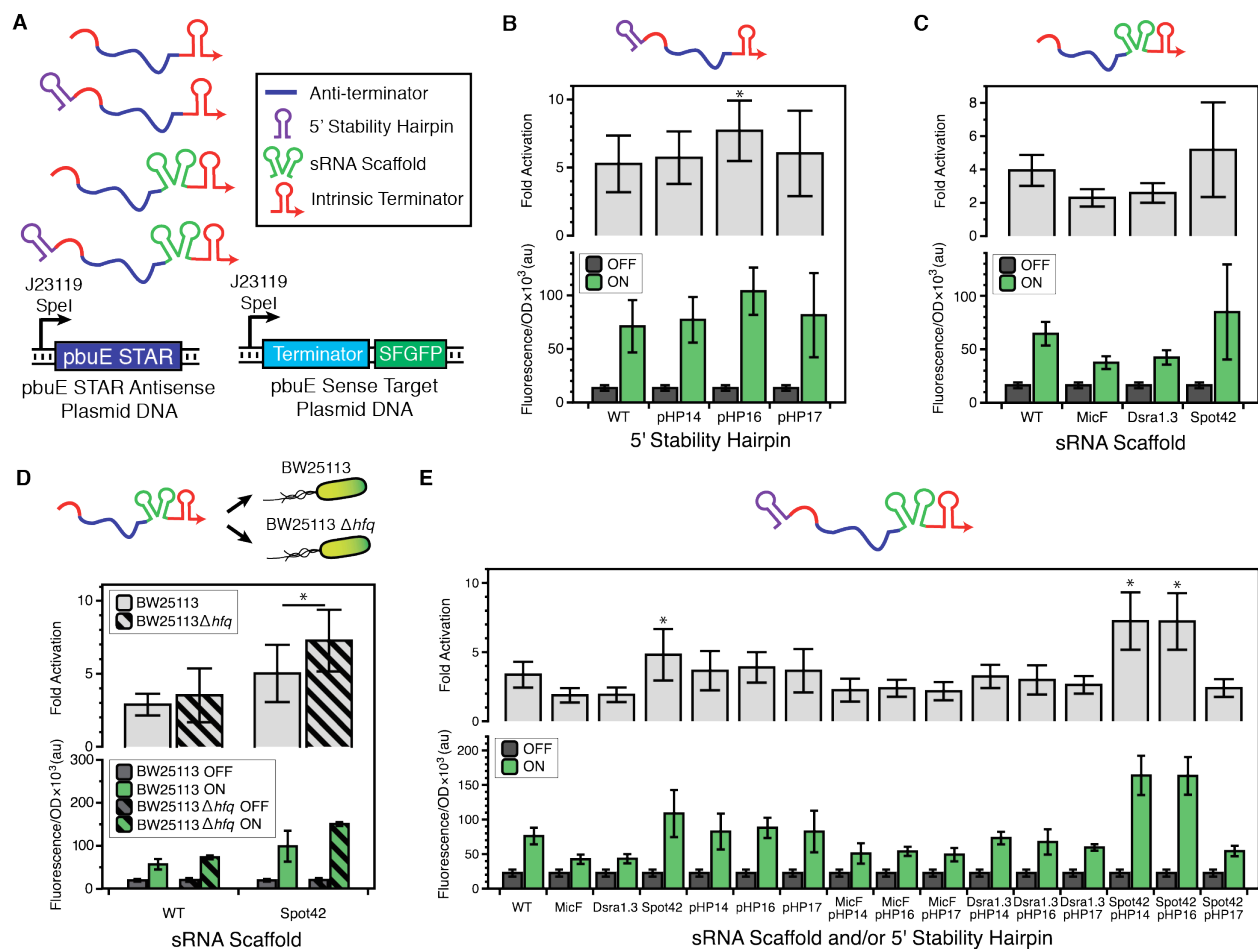 A
Anti-terminator
5' Stability Hairpin
sRNA Scaffold
Intrinsic Terminator
J23119
SpeI
pbuE STAR
pbuE STAR Antisense
Plasmid DNA
J23119
SpeI
Terminator
SFGFP
pbuE Sense Target
Plasmid DNA
B
Fold Activation
10
5
0
*
Fluorescence/OD×10³ (au)
100
50
0
OFF
ON
WT
pHP14
pHP16
pHP17
5' Stability Hairpin
C
Fold Activation
8
6
4
2
0
Fluorescence/OD×10³ (au)
100
50
0
OFF
ON
WT
MicF
Dsra1.3
Spot42
sRNA Scaffold
D
BW25113
BW25113 Δhfq
Fold Activation
10
5
0
BW25113
BW25113Δhfq
*
Fluorescence/OD×10³ (au)
300
200
100
0
BW25113 OFF
BW25113 ON
BW25113 Δhfq OFF
BW25113 Δhfq ON
WT
Spot42
sRNA Scaffold
E
Fold Activation
10
5
0
*
*
*
Fluorescence/OD×10³ (au)
200
150
100
50
0
OFF
ON
WT
MicF
Dsra1.3
Spot42
pHP14
pHP16
pHP17
MicF
pHP14
MicF
pHP16
MicF
pHP17
Dsra1.3
pHP14
Dsra1.3
pHP16
Dsra1.3
pHP17
Spot42
pHP14
Spot42
pHP16
Spot42
pHP17
sRNA Scaffold and/or 5' Stability Hairpin